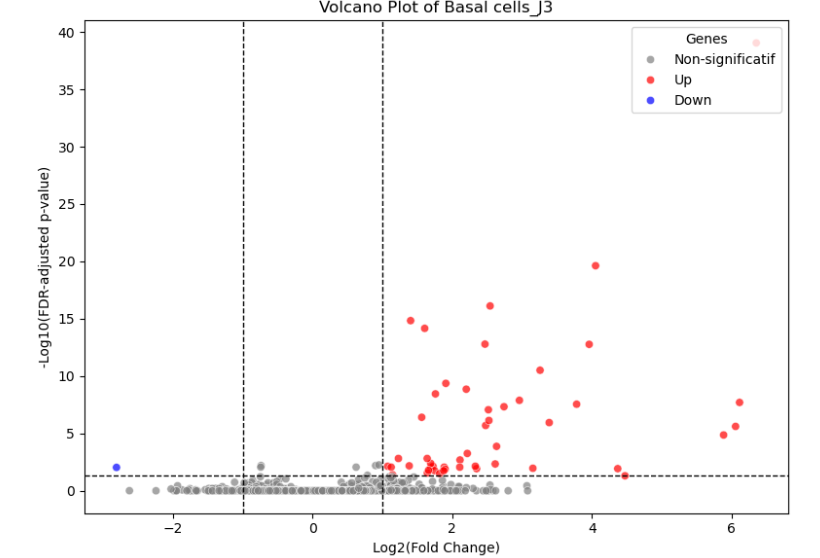 Volcano Plot of Basal cells_J3
40
35
30
25
20
15
10
5
0
-Log10(FDR-adjusted p-value)
Genes
Non-significatif
Up
Down
−2
0
2
4
6
Log2(Fold Change)